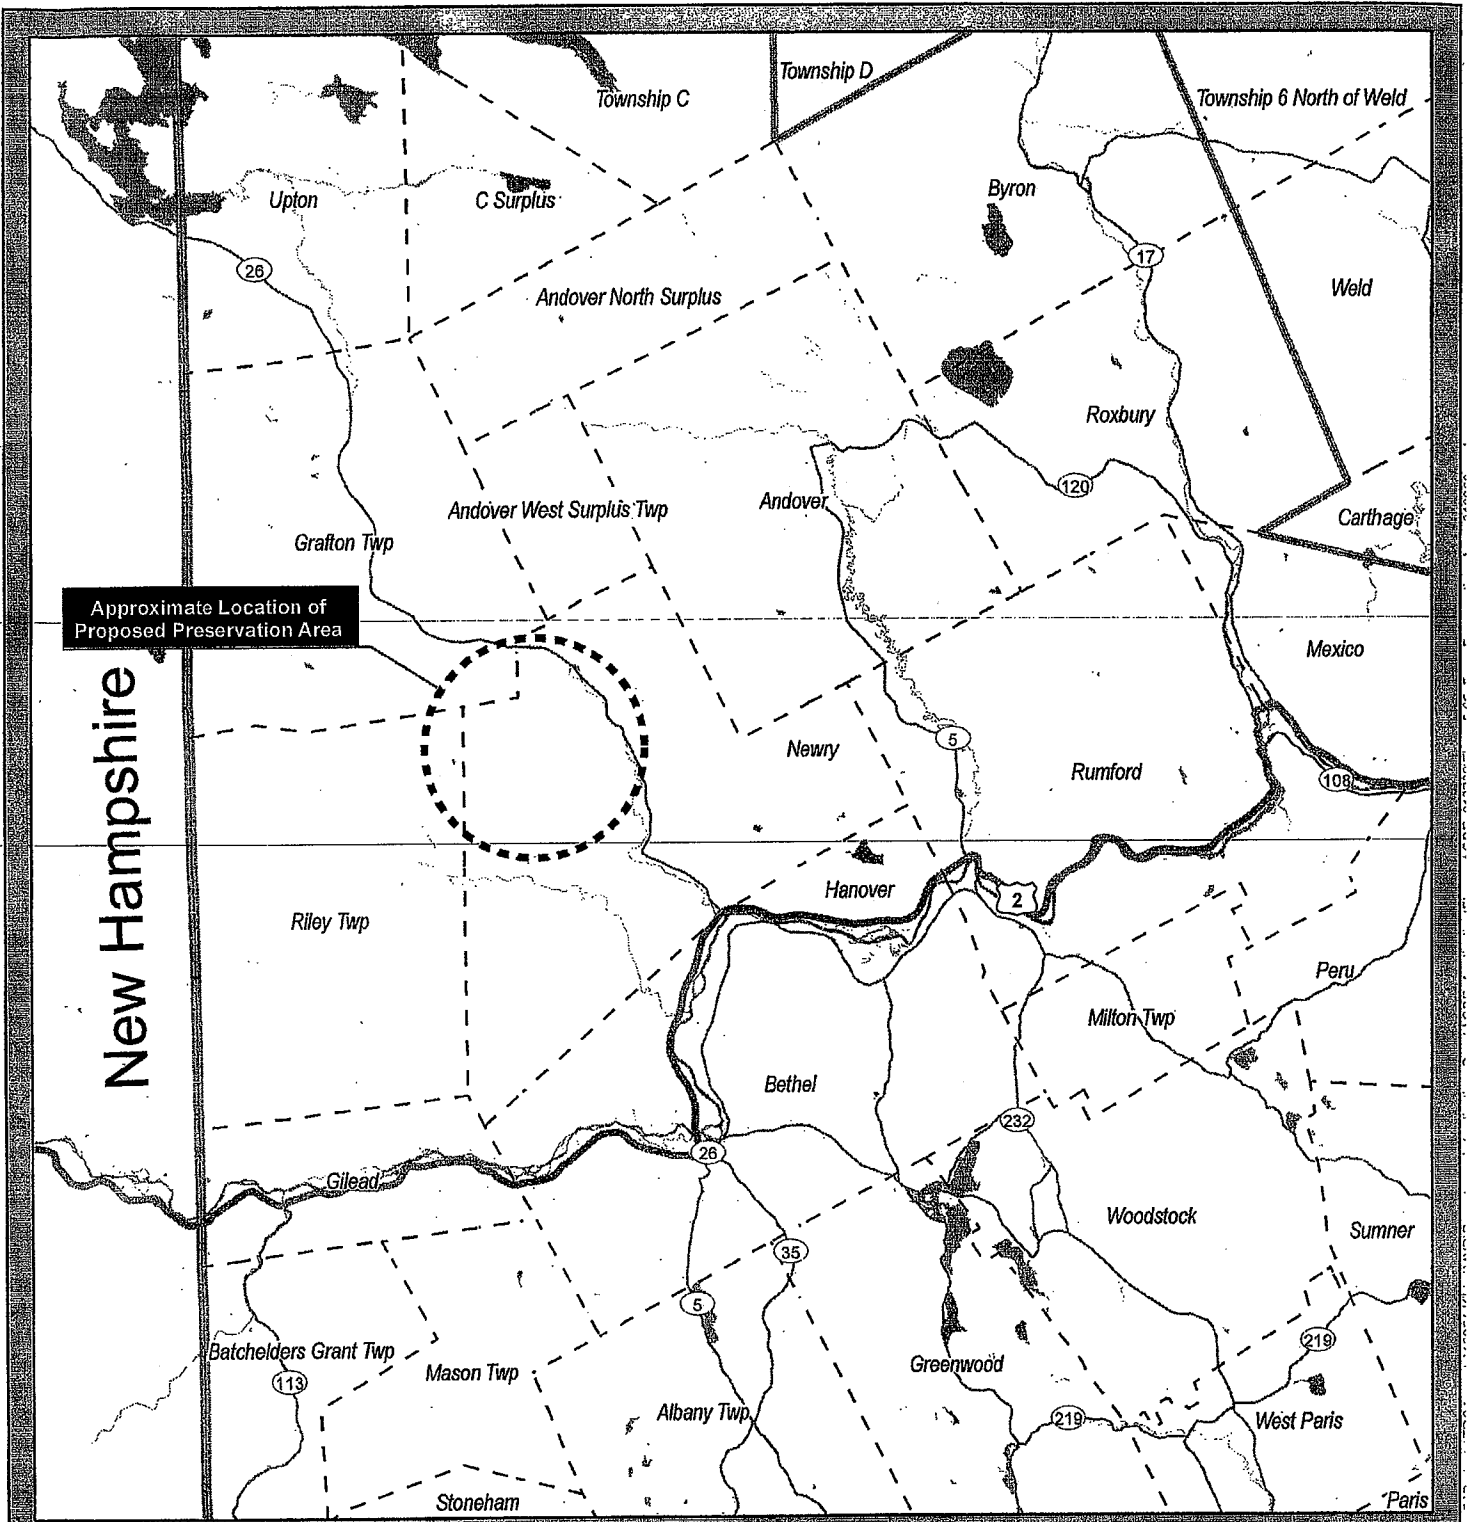 Township D
Township C
Township 6 North of Weld
Upton
C Surplus
Byron
26
17
Andover North Surplus
Weld
Roxbury
120
Andover West Surplus Twp
Andover
Carthage
Grafton Twp
Approximate Location of
Proposed Preservation Area
Mexico
New Hampshire
Newry
5
Rumford
108
Hanover
2
Riley Twp
Peru
Milton Twp
Bethel
232
26
Gilead
Woodstock
Sumner
35
5
219
Batchelders Grant Twp
113
Mason Twp
Greenwood
Albany Twp
219
West Paris
Stoneham
Paris